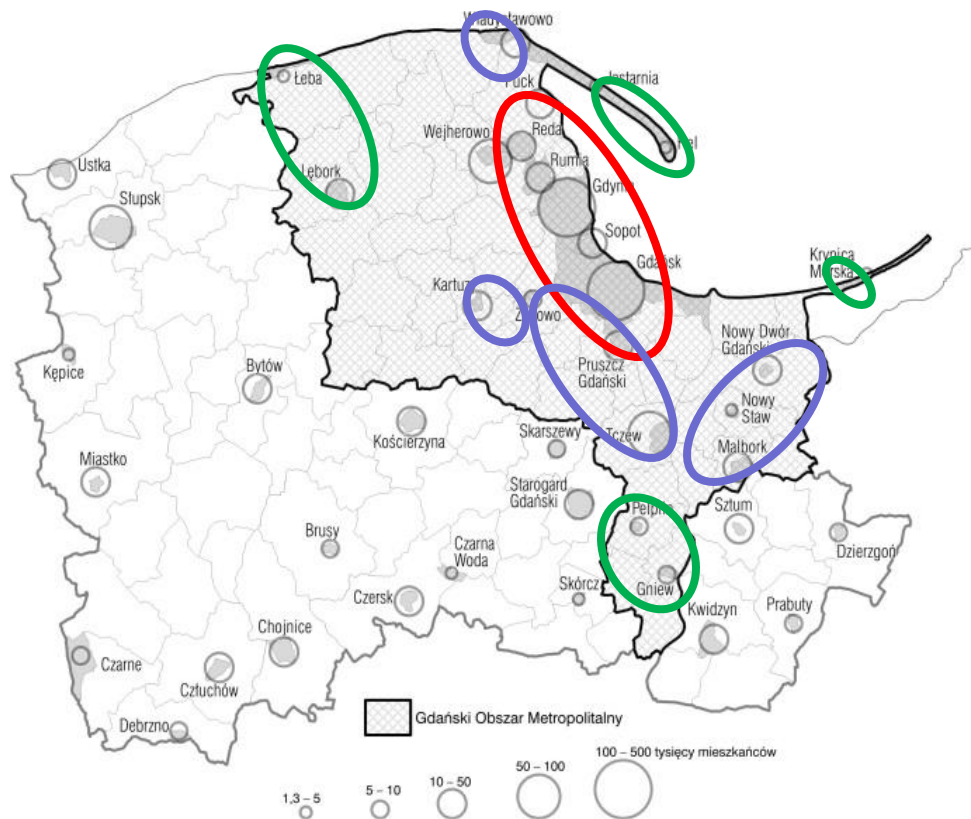 Władysławowo
Łeba
Jastarnia
Puck
Hel
Wejherowo
Reda
Rumia
Ustka
Lębork
Gdynia
Słupsk
Sopot
Krynica
Morska
Gdańsk
Kartuzy
Żukowo
Nowy Dwór
Gdański
Kępice
Bytów
Pruszcz
Gdański
Nowy
Staw
Kościerzyna
Skarszewy
Tczew
Malbork
Miastko
Starogard
Gdański
Pelplin
Sztum
Brusy
Czarna
Woda
Dzierzgoń
Skórcz
Gniew
Czersk
Kwidzyn
Prabuty
Chojnice
Czarne
Człuchów
Debrzno
Gdański Obszar Metropolitalny
1,3 – 5
5 – 10
10 – 50
50 – 100
100 – 500 tysięcy mieszkańców